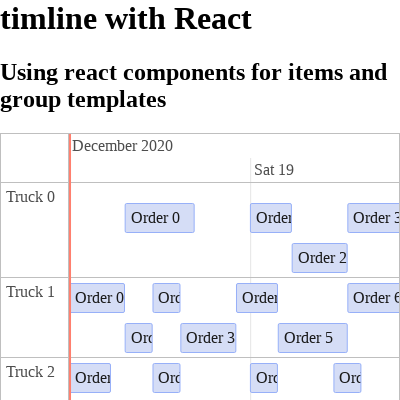 timline with React
Using react components for items and
group templates
December 2020
Sat 19
Truck 0
Order 0
Order
Order 3
Order 2
Truck 1
Order 0
Ord
Order
Order 6
Ord
Order 3
Order 5
Truck 2
Order
Ord
Ord
Ord